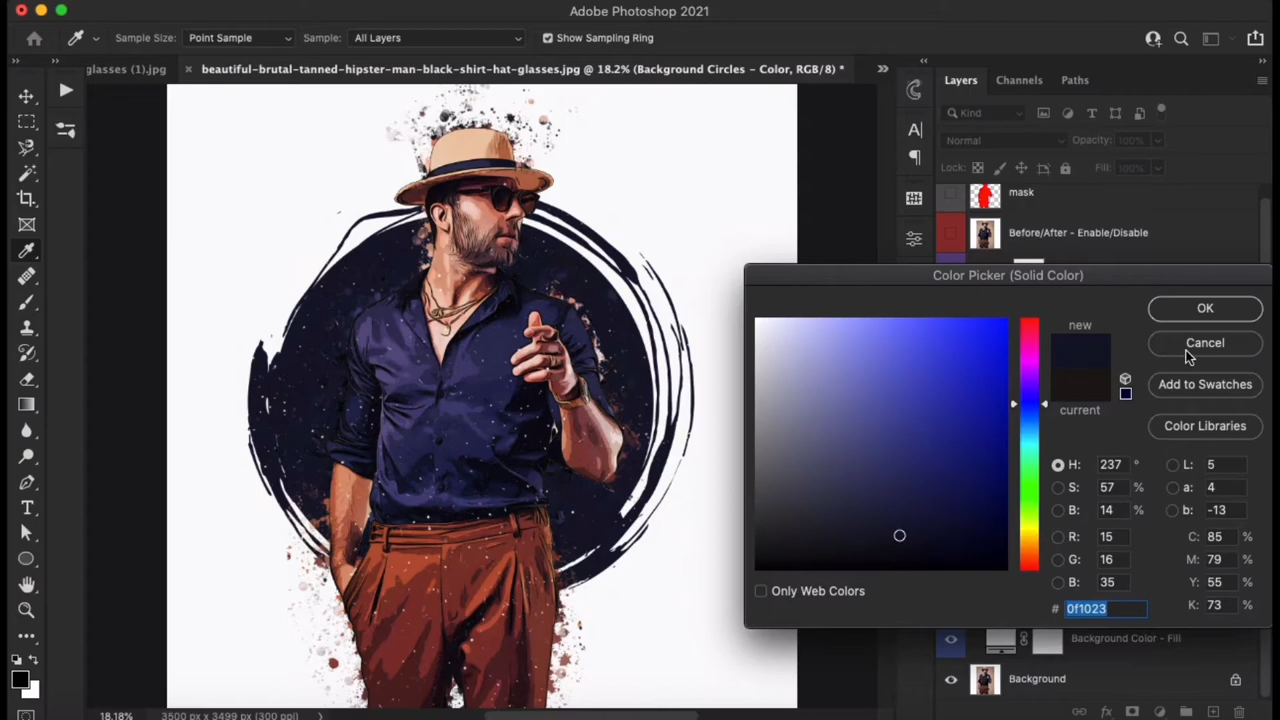 Adobe Photoshop 2021
Sample Size: Point Sample Sample: All Layers Show Sampling Ring
glasses (1).jpg × beautiful-brutal-tanned-hipster-man-black-shirt-hat-glasses.jpg @ 18.2% (Background Circles - Color, RGB/8) *
Layers Channels Paths
Kind
Normal Opacity: 100%
Lock: Fill: 100%
mask
Before/After - Enable/Disable
Color Picker (Solid Color)
new
current
OK
Cancel
Add to Swatches
Color Libraries
H: 237 ° L: 5
S: 57 % a: 4
B: 14 % b: -13
R: 15 C: 85 %
G: 16 M: 79 %
B: 35 Y: 55 %
# 0f1023 K: 73 %
Only Web Colors
Background Color - Fill
Background
18.18% 3500 px x 3499 px (300 ppi)